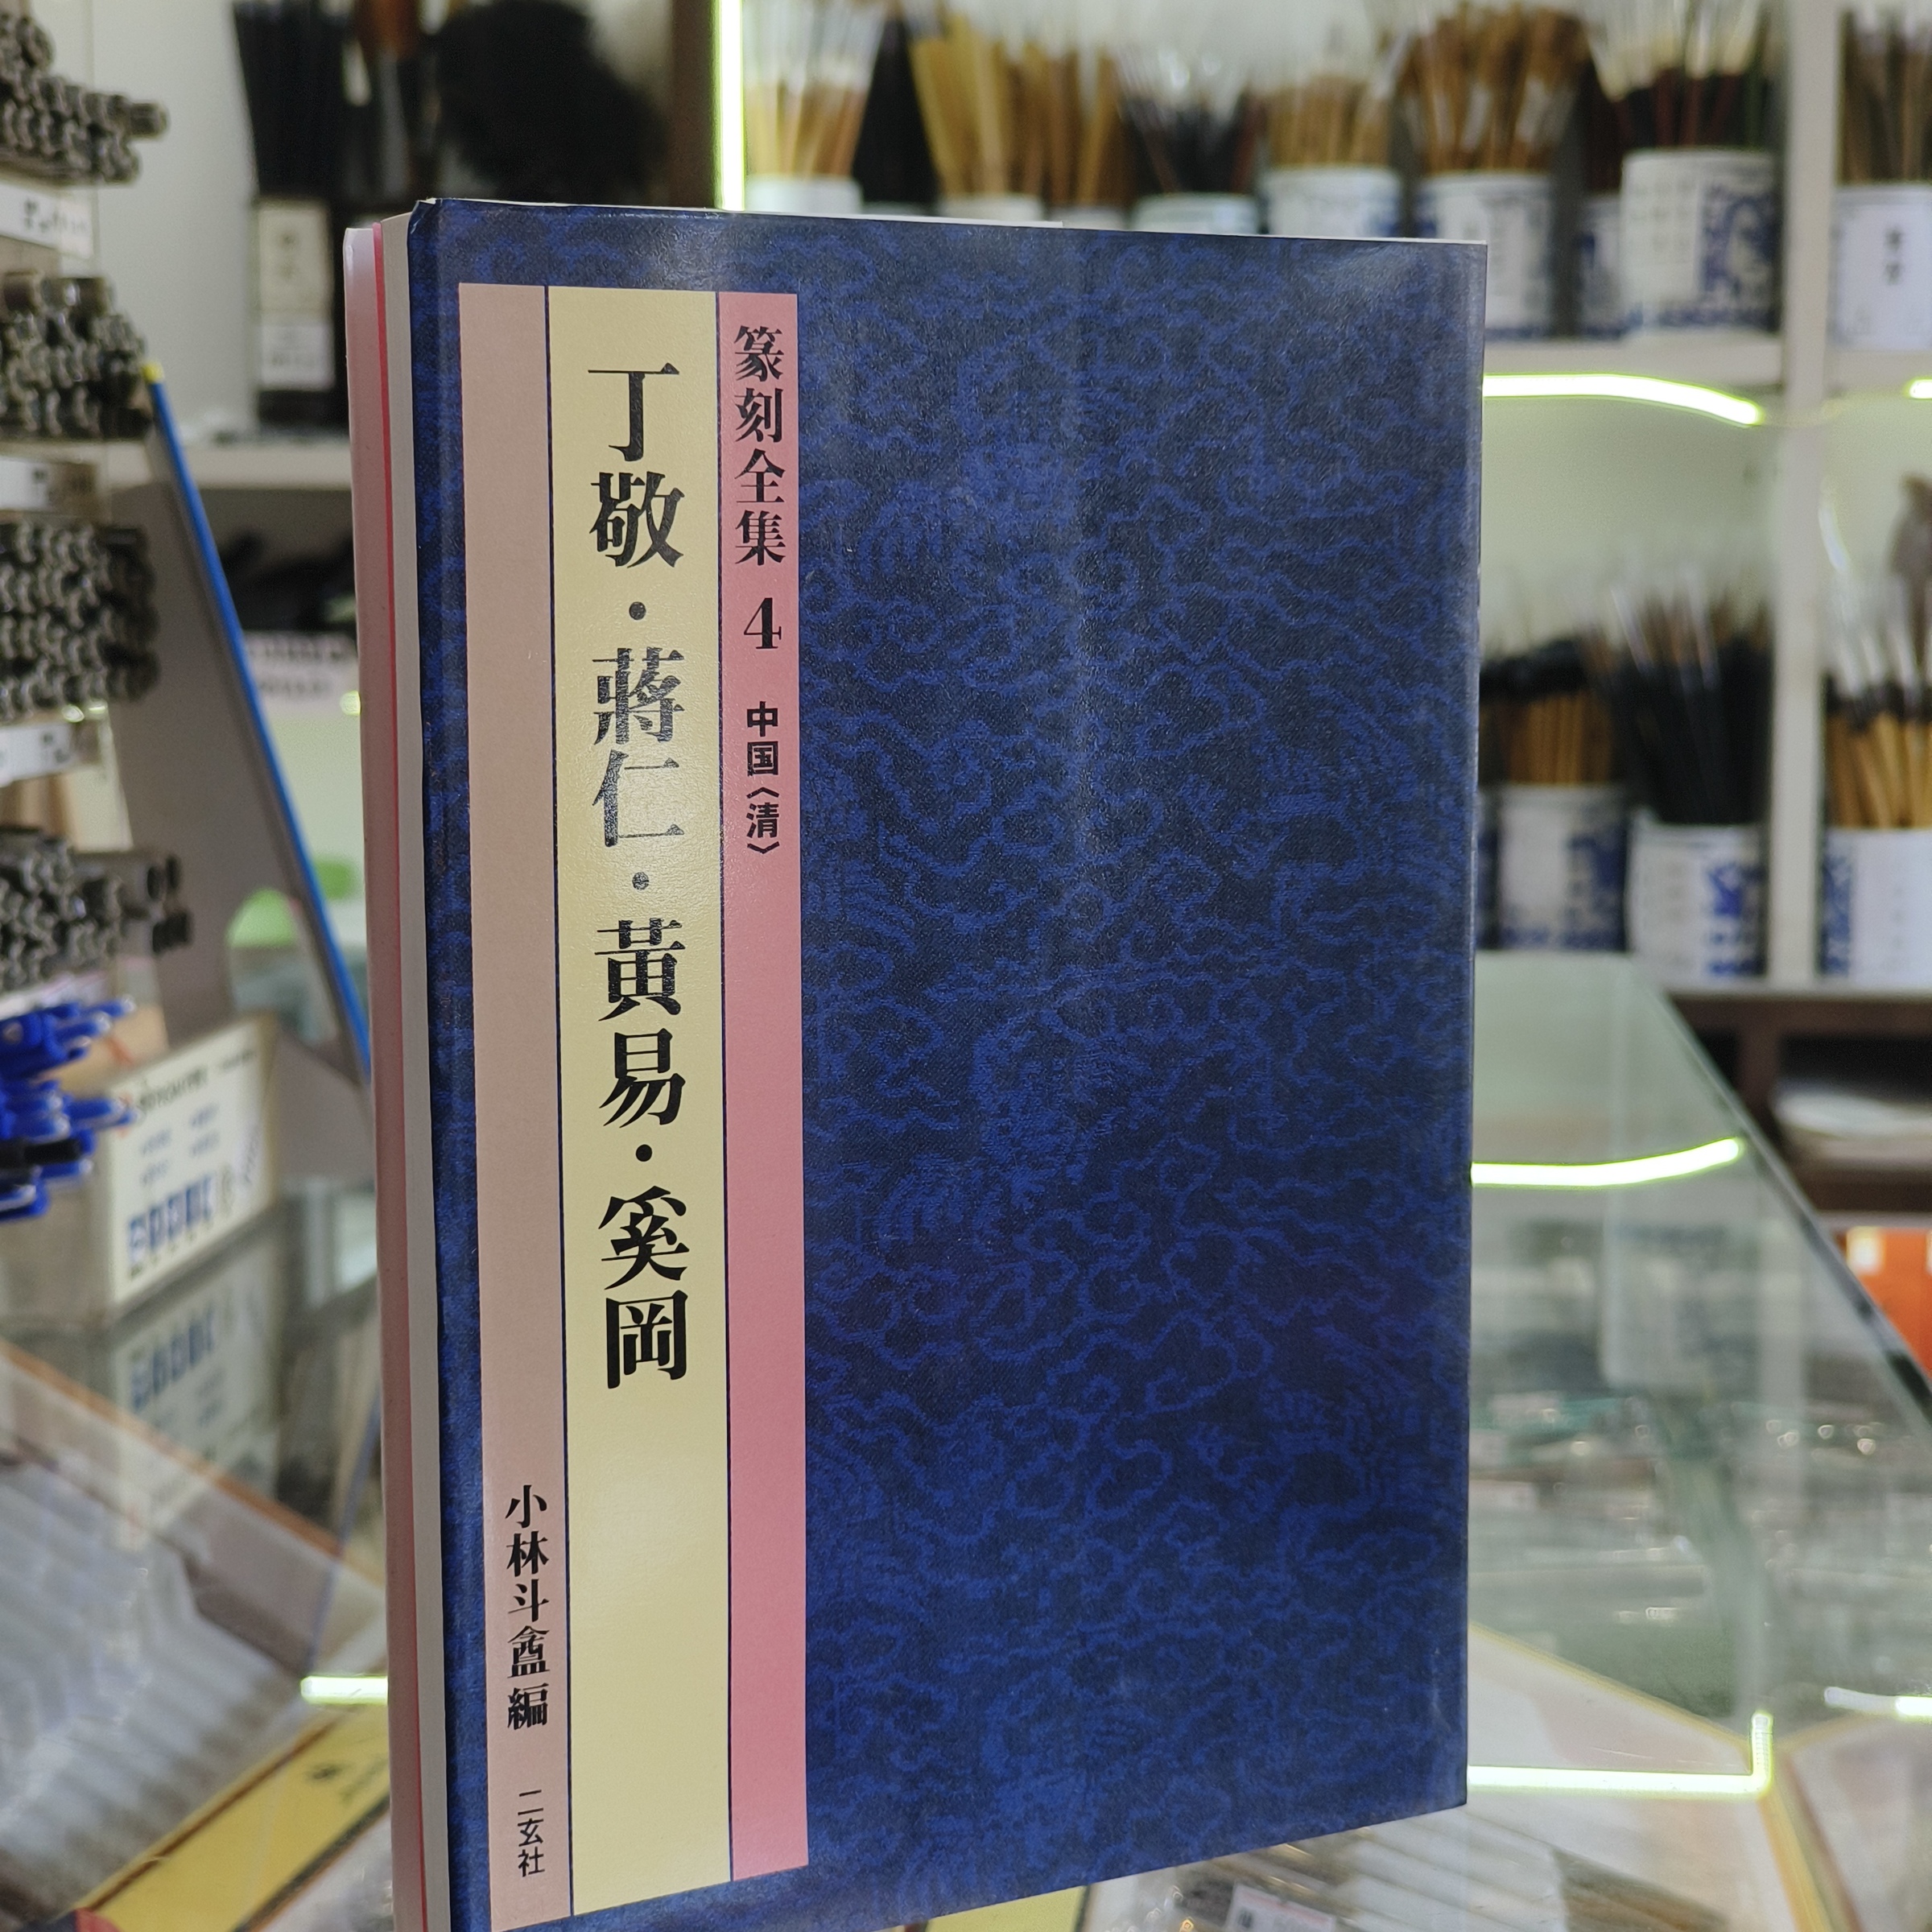 篆刻全集 4 中国〈清〉
丁敬・蔣仁・黃易・奚岡
小林斗盦編 二玄社